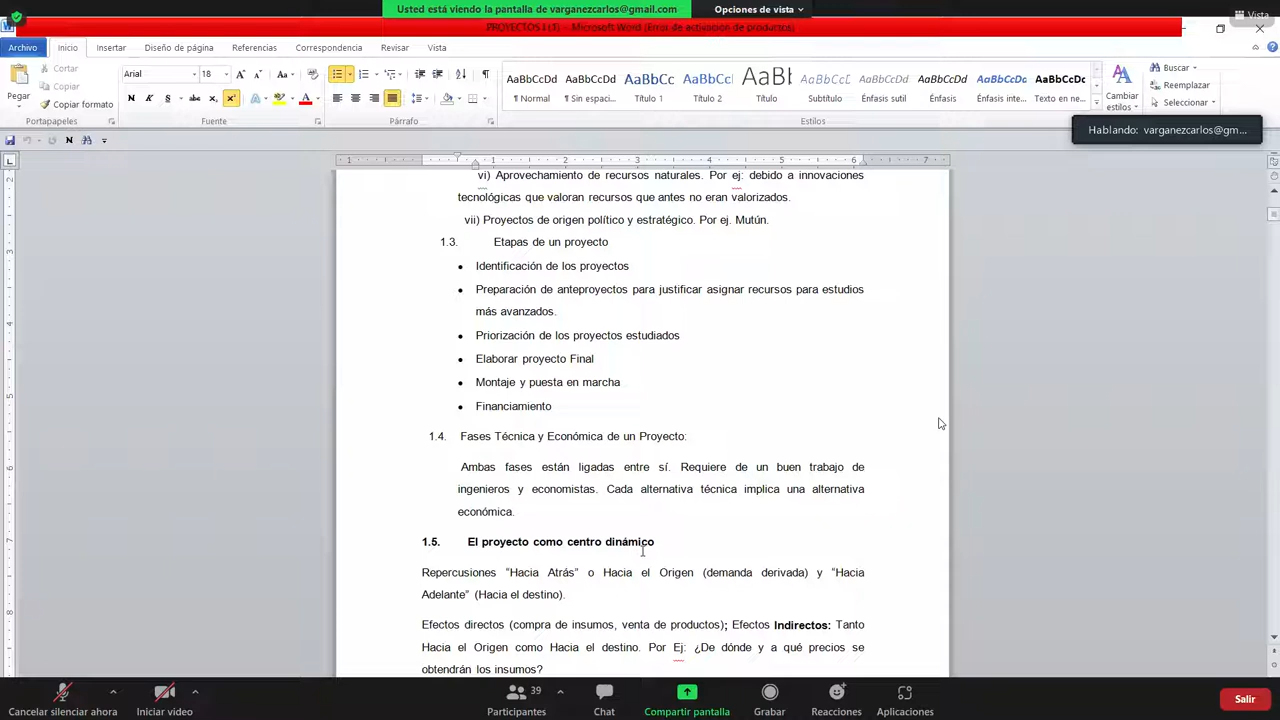 Usted está viendo la pantalla de varganezcarlos@gmail.com
Opciones de vista
Vista
PROYECTOS I (1) - Microsoft Word (Error de activación de productos)
Archivo Inicio Insertar Diseño de página Referencias Correspondencia Revisar Vista
Cortar
Copiar
Copiar formato
Pegar
Arial 18
AaBbCcDd AaBbCcDd AaBbCc AaBbCc AaBb AaBbCcDd AaBbCcDd AaBbCcDd AaBbCcDd AaBbCcDc
¶ Normal ¶ Sin espaci... Título 1 Título 2 Título Subtítulo Énfasis sutil Énfasis Énfasis inte... Texto en ne...
Cambiar estilos
Buscar
Reemplazar
Seleccionar
Portapapeles Fuente Párrafo Estilos
Hablando: varganezcarlos@gm...
vi) Aprovechamiento de recursos naturales. Por ej: debido a innovaciones
tecnológicas que valoran recursos que antes no eran valorizados.
vii) Proyectos de origen político y estratégico. Por ej. Mutún.
1.3. Etapas de un proyecto
• Identificación de los proyectos
• Preparación de anteproyectos para justificar asignar recursos para estudios
más avanzados.
• Priorización de los proyectos estudiados
• Elaborar proyecto Final
• Montaje y puesta en marcha
• Financiamiento
1.4. Fases Técnica y Económica de un Proyecto:
Ambas fases están ligadas entre sí. Requiere de un buen trabajo de
ingenieros y economistas. Cada alternativa técnica implica una alternativa
económica.
1.5. El proyecto como centro dinámico
Repercusiones “Hacia Atrás” o Hacia el Origen (demanda derivada) y “Hacia
Adelante” (Hacia el destino).
Efectos directos (compra de insumos, venta de productos); Efectos Indirectos: Tanto
Hacia el Origen como Hacia el destino. Por Ej: ¿De dónde y a qué precios se
obtendrán los insumos?
Cancelar silenciar ahora
Iniciar video
39
Participantes
Chat
Compartir pantalla
Grabar
Reacciones
Aplicaciones
Salir